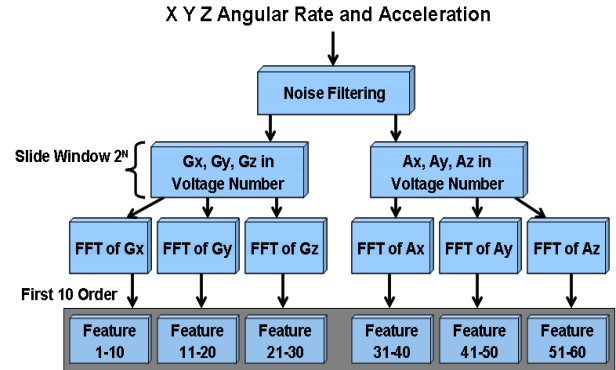 X Y Z Angular Rate and Acceleration
Noise Filtering
Slide Window 2ᴺ
Gx, Gy, Gz in
Voltage Number
Ax, Ay, Az in
Voltage Number
FFT of Gx
FFT of Gy
FFT of Gz
FFT of Ax
FFT of Ay
FFT of Az
First 10 Order
Feature
1-10
Feature
11-20
Feature
21-30
Feature
31-40
Feature
41-50
Feature
51-60